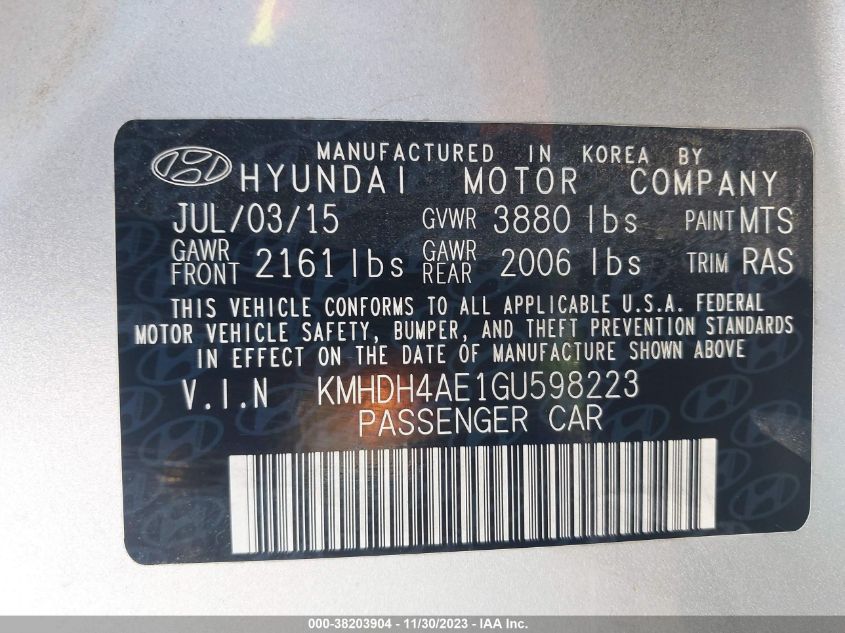 MANUFACTURED IN KOREA BY
HYUNDAI MOTOR COMPANY
JUL/03/15 GVWR 3880 lbs PAINT MTS
GAWR FRONT 2161 lbs GAWR REAR 2006 lbs TRIM RAS
THIS VEHICLE CONFORMS TO ALL APPLICABLE U.S.A. FEDERAL
MOTOR VEHICLE SAFETY, BUMPER, AND THEFT PREVENTION STANDARDS
IN EFFECT ON THE DATE OF MANUFACTURE SHOWN ABOVE
V.I.N KMHDH4AE1GU598223
PASSENGER CAR
000-38203904 - 11/30/2023 - IAA Inc.